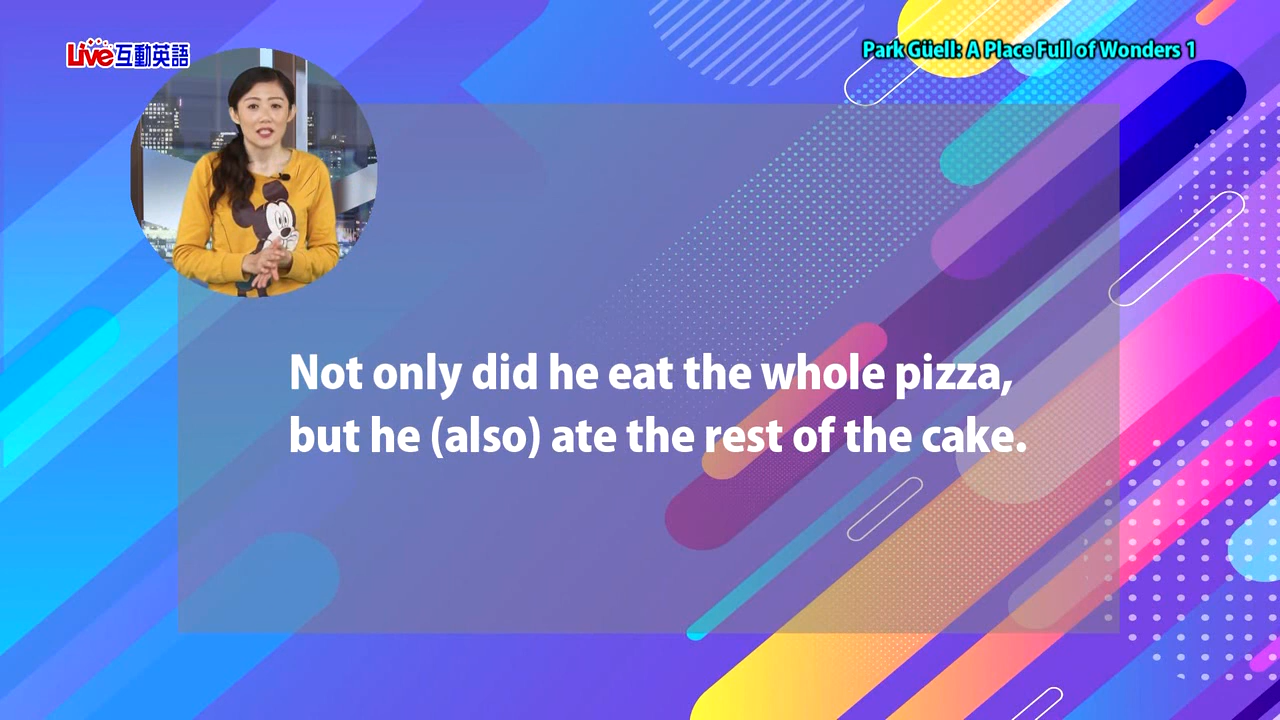 Live互動英語
Park Güell: A Place Full of Wonders 1
Not only did he eat the whole pizza,
but he (also) ate the rest of the cake.